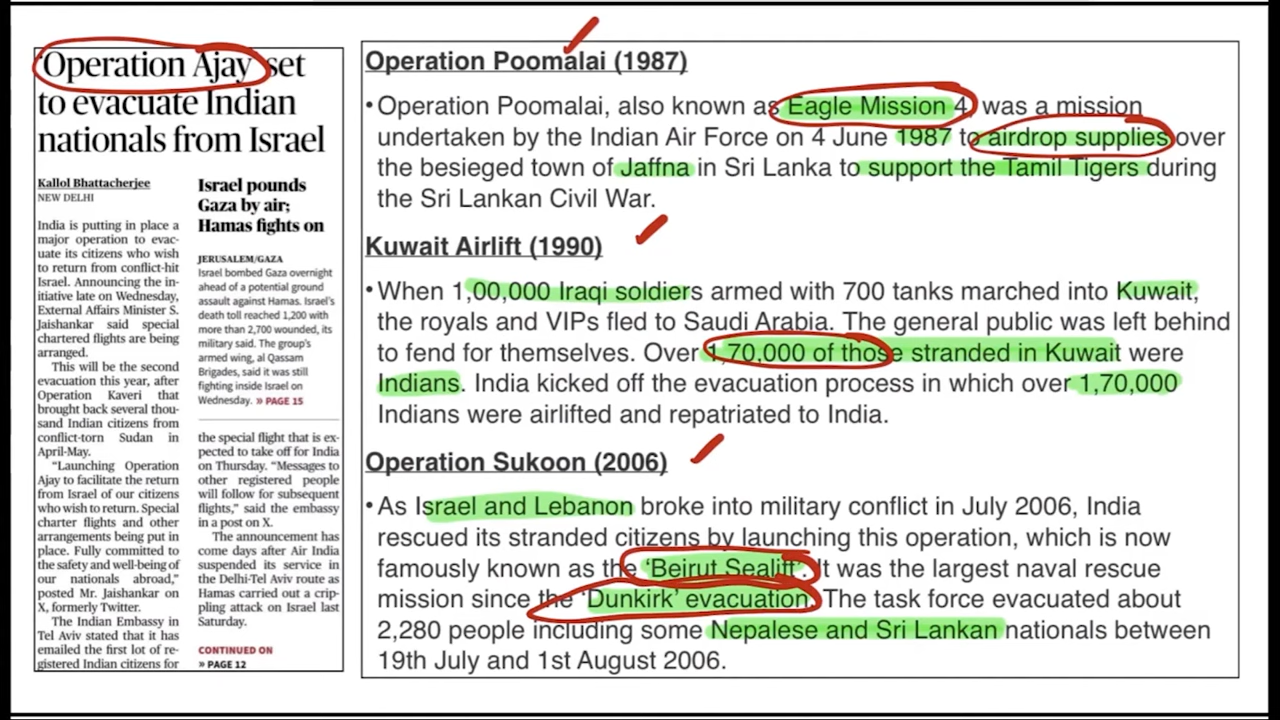 'Operation Ajay' set
to evacuate Indian
nationals from Israel
Kallol Bhattacherjee
NEW DELHI
India is putting in place a
major operation to evac-
uate its citizens who wish
to return from conflict-hit
Israel. Announcing the in-
itiative late on Wednesday,
External Affairs Minister S.
Jaishankar said special
chartered flights are being
arranged.
This will be the second
evacuation this year, after
Operation Kaveri that
brought back several thou-
sand Indian citizens from
conflict-torn Sudan in
April-May.
“Launching Operation
Ajay to facilitate the return
from Israel of our citizens
who wish to return. Special
charter flights and other
arrangements being put in
place. Fully committed to
the safety and well-being of
our nationals abroad,”
posted Mr. Jaishankar on
X, formerly Twitter.
The Indian Embassy in
Tel Aviv stated that it has
emailed the first lot of re-
gistered Indian citizens for
Israel pounds
Gaza by air;
Hamas fights on
JERUSALEM/GAZA
Israel bombed Gaza overnight
ahead of a potential ground
assault against Hamas. Israel's
death toll reached 1,200 with
more than 2,700 wounded, its
military said. The group's
armed wing, al Qassam
Brigades, said it was still
fighting inside Israel on
Wednesday. » PAGE 15
the special flight that is ex-
pected to take off for India
on Thursday. “Messages to
other registered people
will follow for subsequent
flights,” said the embassy
in a post on X.
The announcement has
come days after Air India
suspended its service in
the Delhi-Tel Aviv route as
Hamas carried out a crip-
pling attack on Israel last
Saturday.
CONTINUED ON
» PAGE 12
Operation Poomalai (1987)
• Operation Poomalai, also known as Eagle Mission 4, was a mission
undertaken by the Indian Air Force on 4 June 1987 to airdrop supplies over
the besieged town of Jaffna in Sri Lanka to support the Tamil Tigers during
the Sri Lankan Civil War.
Kuwait Airlift (1990)
• When 1,00,000 Iraqi soldiers armed with 700 tanks marched into Kuwait,
the royals and VIPs fled to Saudi Arabia. The general public was left behind
to fend for themselves. Over 1,70,000 of those stranded in Kuwait were
Indians. India kicked off the evacuation process in which over 1,70,000
Indians were airlifted and repatriated to India.
Operation Sukoon (2006)
• As Israel and Lebanon broke into military conflict in July 2006, India
rescued its stranded citizens by launching this operation, which is now
famously known as the ‘Beirut Sealift’. It was the largest naval rescue
mission since the ‘Dunkirk’ evacuation. The task force evacuated about
2,280 people including some Nepalese and Sri Lankan nationals between
19th July and 1st August 2006.